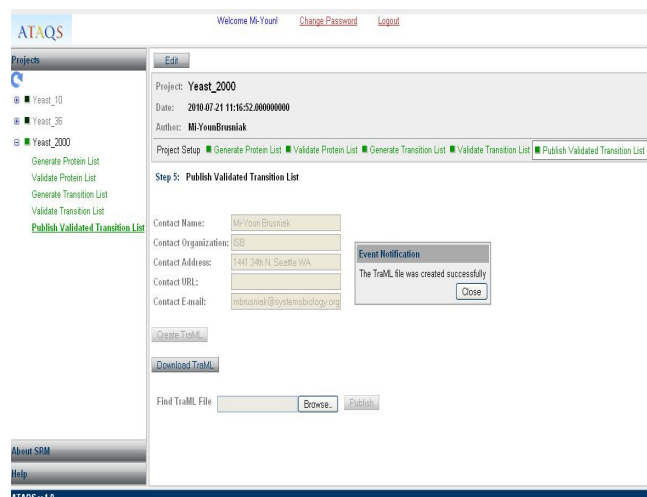 ATAQS
Welcome Mi-Youn! Change Password Logout
Projects
Edit
Yeast_10
Yeast_36
Yeast_2000
Generate Protein List
Validate Protein List
Generate Transition List
Validate Transition List
Publish Validated Transition List
Project: Yeast_2000
Date: 2010-07-21 11:16:52.000000000
Author: Mi-YounBrusniak
Project Setup Generate Protein List Validate Protein List Generate Transition List Validate Transition List Publish Validated Transition List
Step 5: Publish Validated Transition List
Contact Name: Mi-Youn Brusniak
Contact Organization: ISB
Contact Address: 1441 34th N. Seattle WA
Contact URL:
Contact E-mail: mbrusniak@systemsbiology.org
Event Notification
The TraML file was created successfully
Close
Create TraML
Download TraML
Find TraML File Browse.. Publish
About SRM
Help
ATAQS v1.0